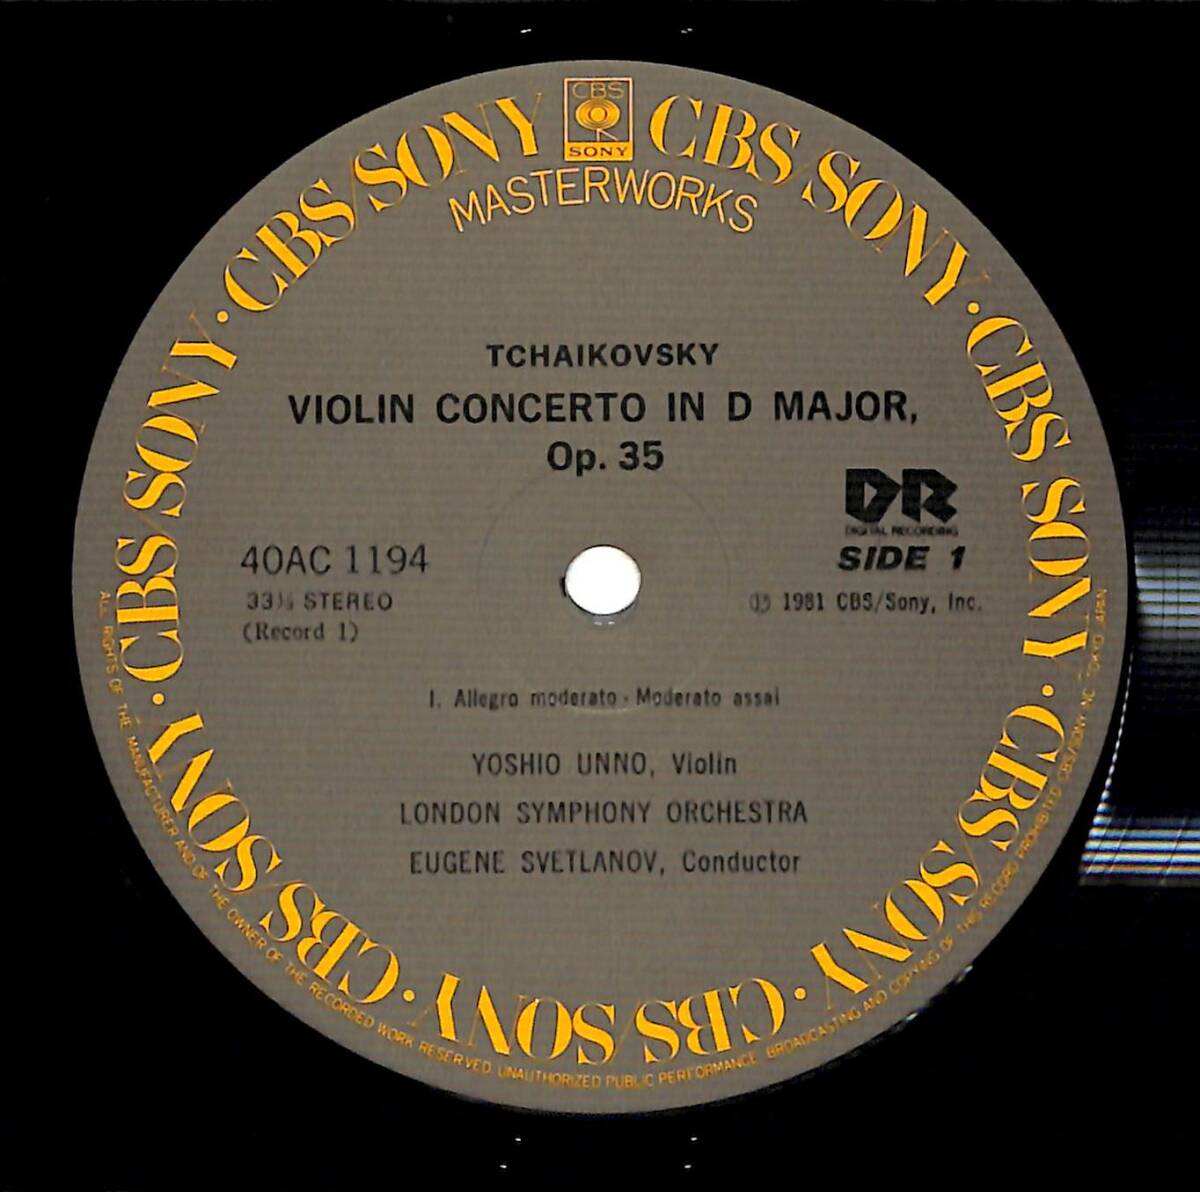 CBS
SONY
CBS/SONY · CBS/SONY · CBS/SONY · CBS/SONY · CBS/SONY · CBS/SONY · CBS/SONY
MASTERWORKS
TCHAIKOVSKY
VIOLIN CONCERTO IN D MAJOR,
Op. 35
DR
DIGITAL RECORDING
SIDE 1
40AC 1194
33⅓ STEREO
(Record 1)
℗ 1981 CBS/Sony, Inc.
I. Allegro moderato · Moderato assai
YOSHIO UNNO, Violin
LONDON SYMPHONY ORCHESTRA
EUGENE SVETLANOV, Conductor
ALL RIGHTS OF THE MANUFACTURER AND OF THE OWNER OF THE RECORDED WORK RESERVED UNAUTHORIZED PUBLIC PERFORMANCE BROADCASTING AND COPYING OF THIS RECORD PROHIBITED CBS/SONY INC TOKYO JAPAN